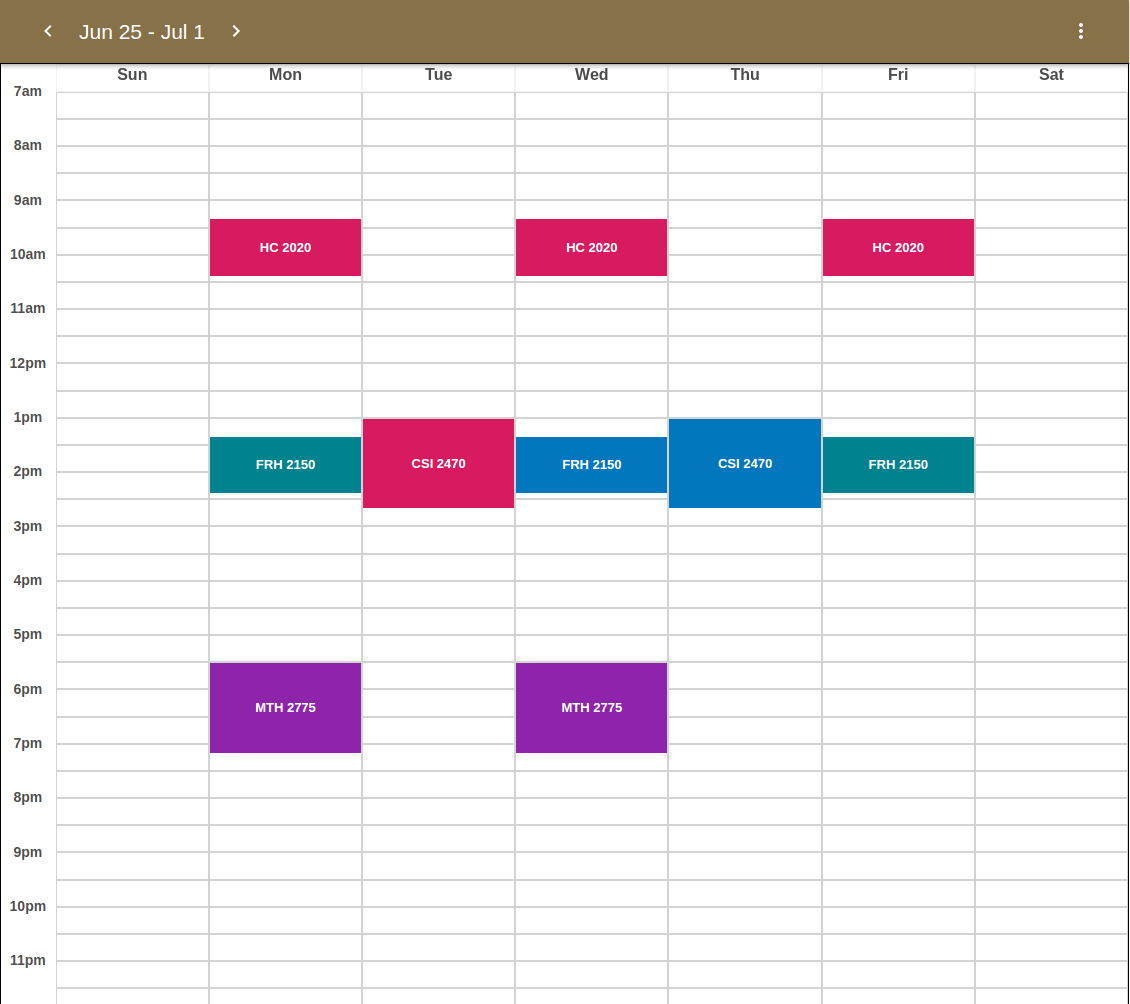 Jun 25 - Jul 1
Sun Mon Tue Wed Thu Fri Sat
7am
8am
9am
HC 2020 HC 2020 HC 2020
10am
11am
12pm
1pm
CSI 2470 CSI 2470
FRH 2150 FRH 2150 FRH 2150
2pm
3pm
4pm
5pm
6pm
MTH 2775 MTH 2775
7pm
8pm
9pm
10pm
11pm